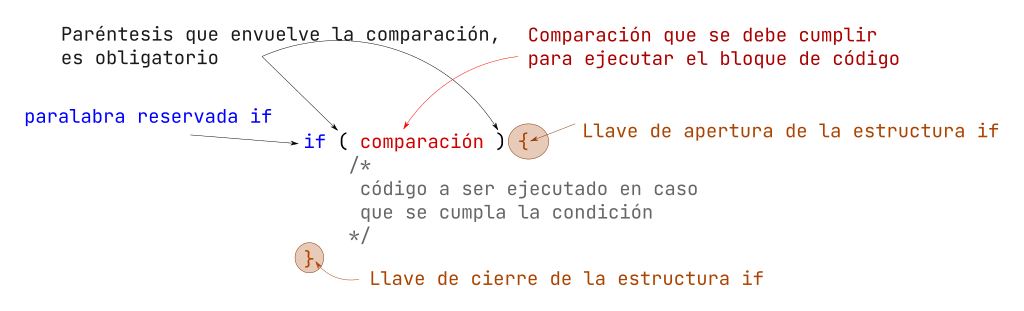 Paréntesis que envuelve la comparación,
es obligatorio
Comparación que se debe cumplir
para ejecutar el bloque de código
paralabra reservada if
if ( comparación ) {
Llave de apertura de la estructura if
/*
código a ser ejecutado en caso
que se cumpla la condición
*/
}
Llave de cierre de la estructura if